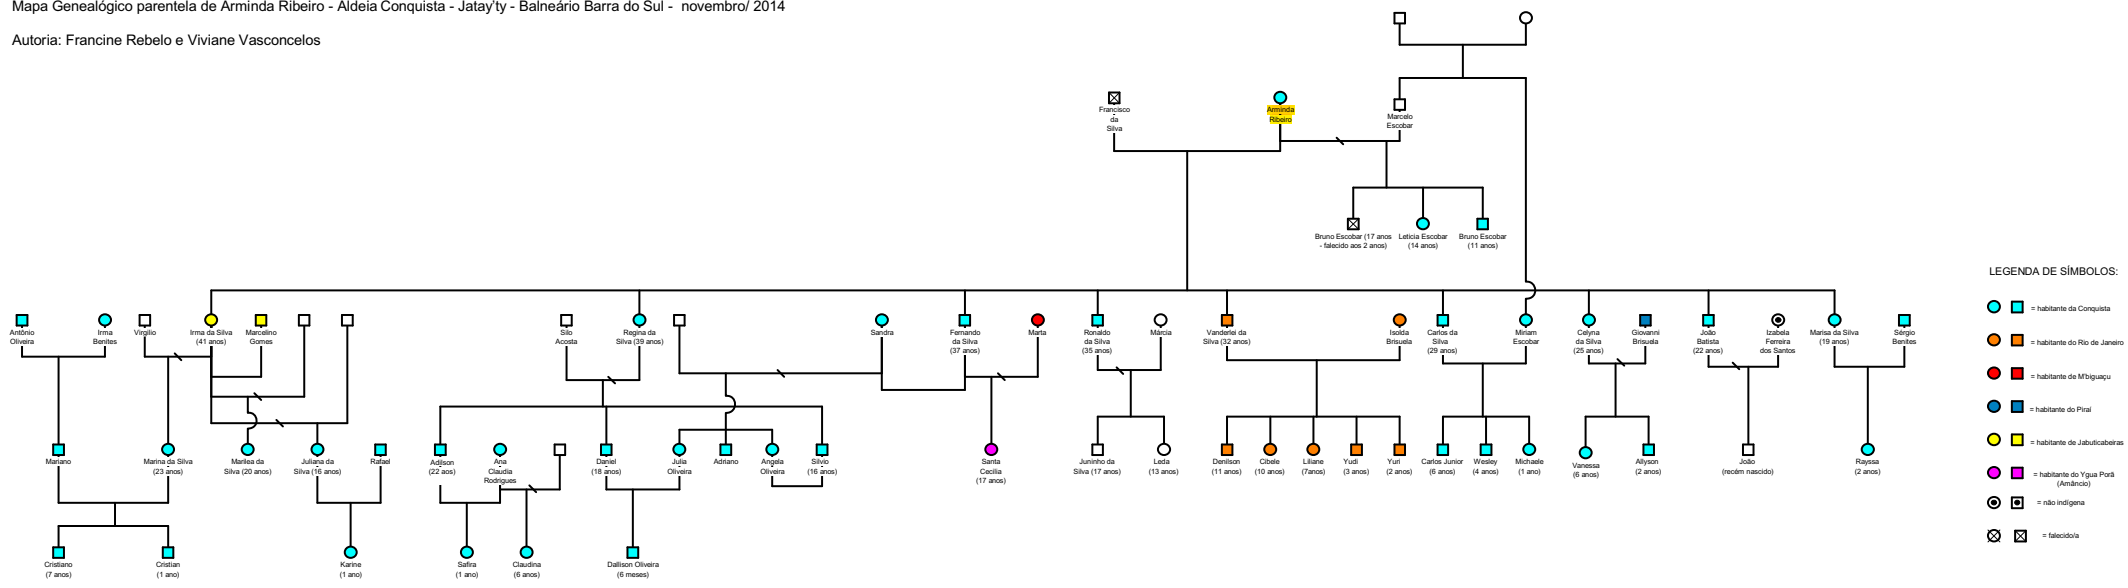 Mapa Genealógico parentela de Arminda Ribeiro - Aldeia Conquista - Jatay'ty - Balneário Barra do Sul - novembro/ 2014
Autoria: Francine Rebelo e Viviane Vasconcelos
Francisco
da
Silva
Arminda
Ribeiro
Marcelo
Escobar
Bruno Escobar (17 anos
- falecido aos 2 anos)
Leticia Escobar
(14 anos)
Bruno Escobar
(11 anos)
Antônio
Oliveira
Irma
Benites
Virgilio
Irma da Silva
(41 anos)
Marcelino
Gomes
Silo
Acosta
Regina da
Silva (39 anos)
Sandra
Fernando
da Silva
(37 anos)
Marta
Ronaldo
da Silva
(35 anos)
Márcia
Vanderlei da
Silva (32 anos)
Isolda
Brisuela
Carlos da
Silva
(29 anos)
Miriam
Escobar
Celyna
da Silva
(25 anos)
Giovanni
Brisuela
João
Batista
(22 anos)
Izabela
Ferreira
dos Santos
Marisa da Silva
(19 anos)
Sérgio
Benites
Mariano
Marina da Silva
(23 anos)
Marilea da
Silva (20 anos)
Juliana da
Silva (16 anos)
Rafael
Adilson
(22 anos)
Ana
Claudia
Rodrigues
Daniel
(18 anos)
Julia
Oliveira
Adriano
Angela
Oliveira
Silvio
(16 anos)
Santa
Cecilia
(17 anos)
Juninho da
Silva (17 anos)
Leda
(13 anos)
Denilson
(11 anos)
Cibele
(10 anos)
Liliane
(7anos)
Yudi
(3 anos)
Yuri
(2 anos)
Carlos Junior
(6 anos)
Wesley
(4 anos)
Michaele
(1 ano)
Vanessa
(6 anos)
Allyson
(2 anos)
João
(recém nascido)
Rayssa
(2 anos)
Cristiano
(7 anos)
Cristian
(1 ano)
Karine
(1 ano)
Safira
(1 ano)
Claudina
(6 anos)
Dallison Oliveira
(6 meses)
LEGENDA DE SÍMBOLOS:
= habitante da Conquista
= habitante do Rio de Janeiro
= habitante de M'biguaçu
= habitante do Piraí
= habitante de Jabuticabeiras
= habitante do Ygua Porã
(Amâncio)
= não indígena
= falecido/a